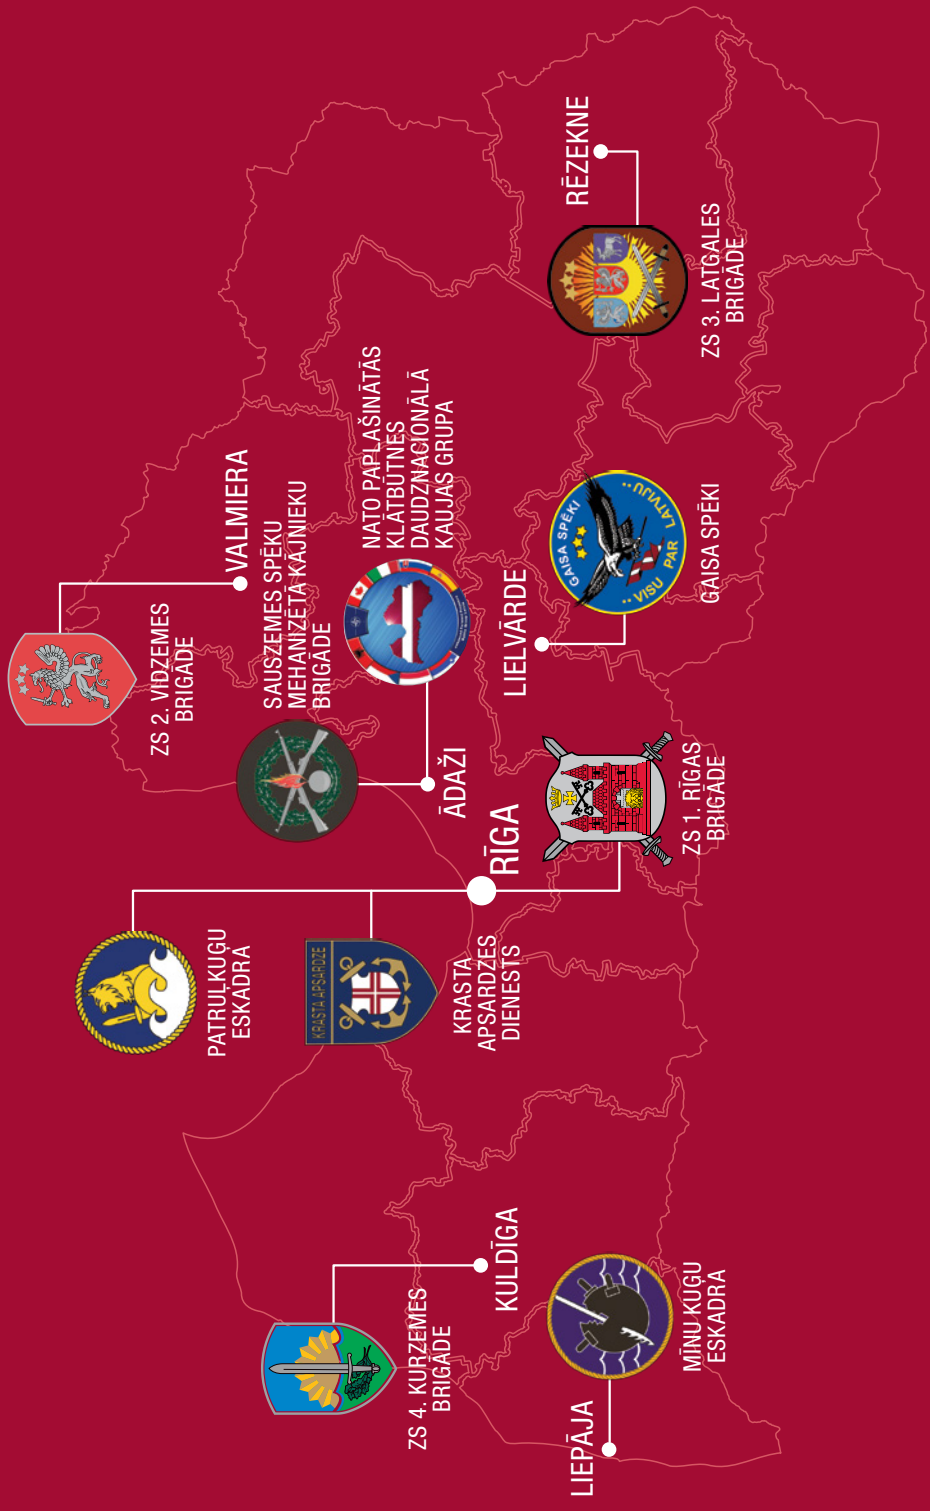 ZS 2. VIDZEMES
BRIGĀDE
VALMIERA
PATRUĻKUĢU
ESKADRA
SAUSZEMES SPĒKU
MEHANIZĒTĀ KĀJNIEKU
BRIGĀDE
NATO PAPLAŠINĀTĀS
KLĀTBŪTNES
DAUDZNACIONĀLĀ
KAUJAS GRUPA
ĀDAŽI
KRASTA APSARDZE
KRASTA
APSARDZES
DIENESTS
RĪGA
ZS 4. KURZEMES
BRIGĀDE
KULDĪGA
LIELVĀRDE
GAISA SPĒKI
VISU PAR LATVIJU
GAISA SPĒKI
RĒZEKNE
ZS 3. LATGALES
BRIGĀDE
ZS 1. RĪGAS
BRIGĀDE
LIEPĀJA
MĪNU KUĢU
ESKADRA